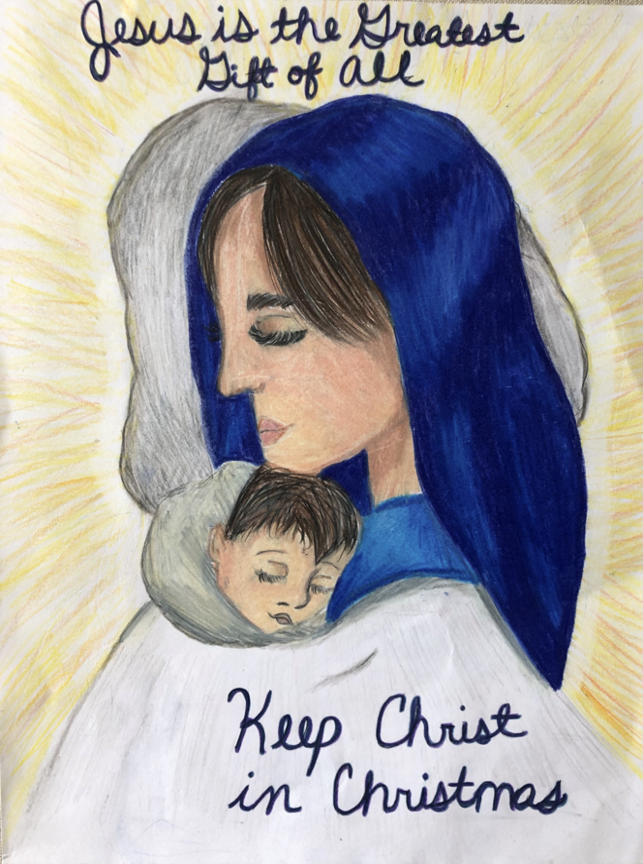 Jesus is the Greatest
Gift of All
Keep Christ
in Christmas